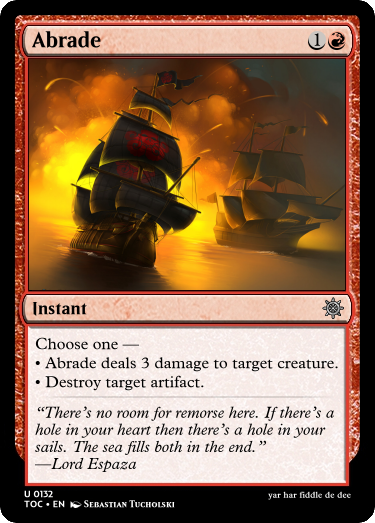 Abrade 1
Instant
Choose one —
• Abrade deals 3 damage to target creature.
• Destroy target artifact.
“There's no room for remorse here. If there's a
hole in your heart then there's a hole in your
sails. The sea fills both in the end.”
—Lord Espaza
U 0132
TOC • EN Sebastian Tucholski
yar har fiddle de dee